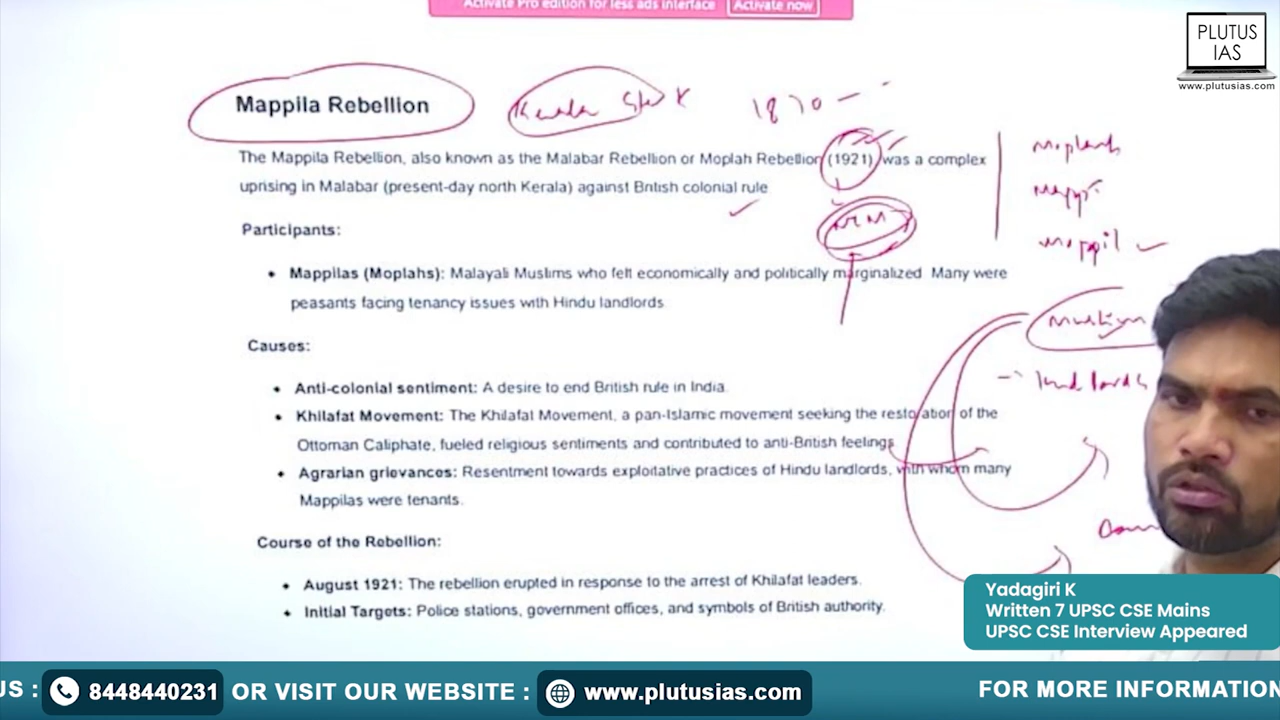 Activate Pro edition for less ads interface Activate now
PLUTUS
IAS
www.plutusias.com
Mappila Rebellion
Kerala
1870 -
The Mappila Rebellion, also known as the Malabar Rebellion or Moplah Rebellion (1921) was a complex
uprising in Malabar (present-day north Kerala) against British colonial rule
Participants:
• Mappilas (Moplahs): Malayali Muslims who felt economically and politically marginalized Many were
peasants facing tenancy issues with Hindu landlords
Causes:
• Anti-colonial sentiment: A desire to end British rule in India.
• Khilafat Movement: The Khilafat Movement, a pan-Islamic movement seeking the restoration of the
Ottoman Caliphate, fueled religious sentiments and contributed to anti-British feelings
• Agrarian grievances: Resentment towards exploitative practices of Hindu landlords, with whom many
Mappilas were tenants.
Course of the Rebellion:
• August 1921: The rebellion erupted in response to the arrest of Khilafat leaders.
• Initial Targets: Police stations, government offices, and symbols of British authority.
Yadagiri K
Written 7 UPSC CSE Mains
UPSC CSE Interview Appeared
US : 8448440231 OR VISIT OUR WEBSITE : www.plutusias.com FOR MORE INFORMATION